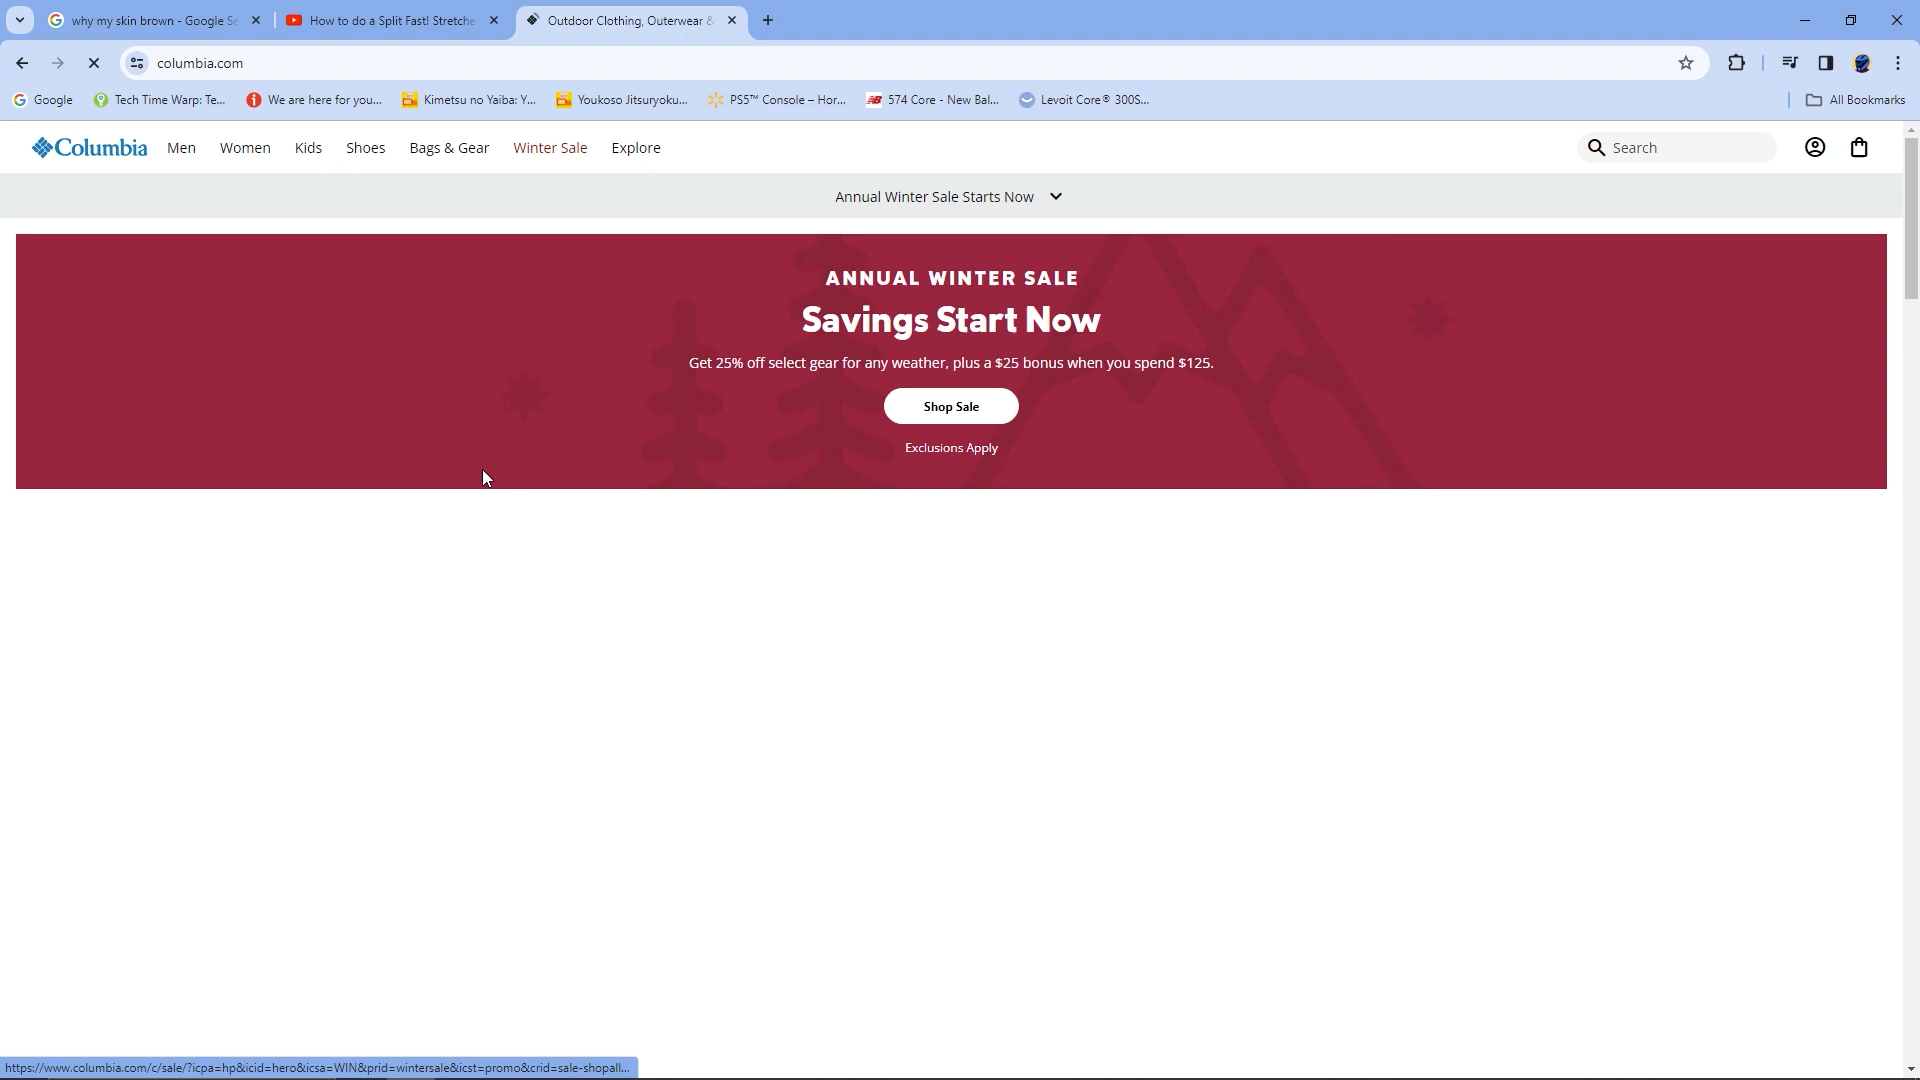 why my skin brown - Google Se
How to do a Split Fast! Stretche
Outdoor Clothing, Outerwear &
columbia.com
Google
Tech Time Warp: Te...
We are here for you...
Kimetsu no Yaiba: Y...
Youkoso Jitsuryoku...
PS5™ Console – Hor...
574 Core - New Bal...
Levoit Core® 300S...
All Bookmarks
Columbia
Men
Women
Kids
Shoes
Bags & Gear
Winter Sale
Explore
Search
Annual Winter Sale Starts Now
ANNUAL WINTER SALE
Savings Start Now
Get 25% off select gear for any weather, plus a $25 bonus when you spend $125.
Shop Sale
Exclusions Apply
https://www.columbia.com/c/sale/?icpa=hp&icid=hero&icsa=WIN&prid=wintersale&icst=promo&crid=sale-shopall...